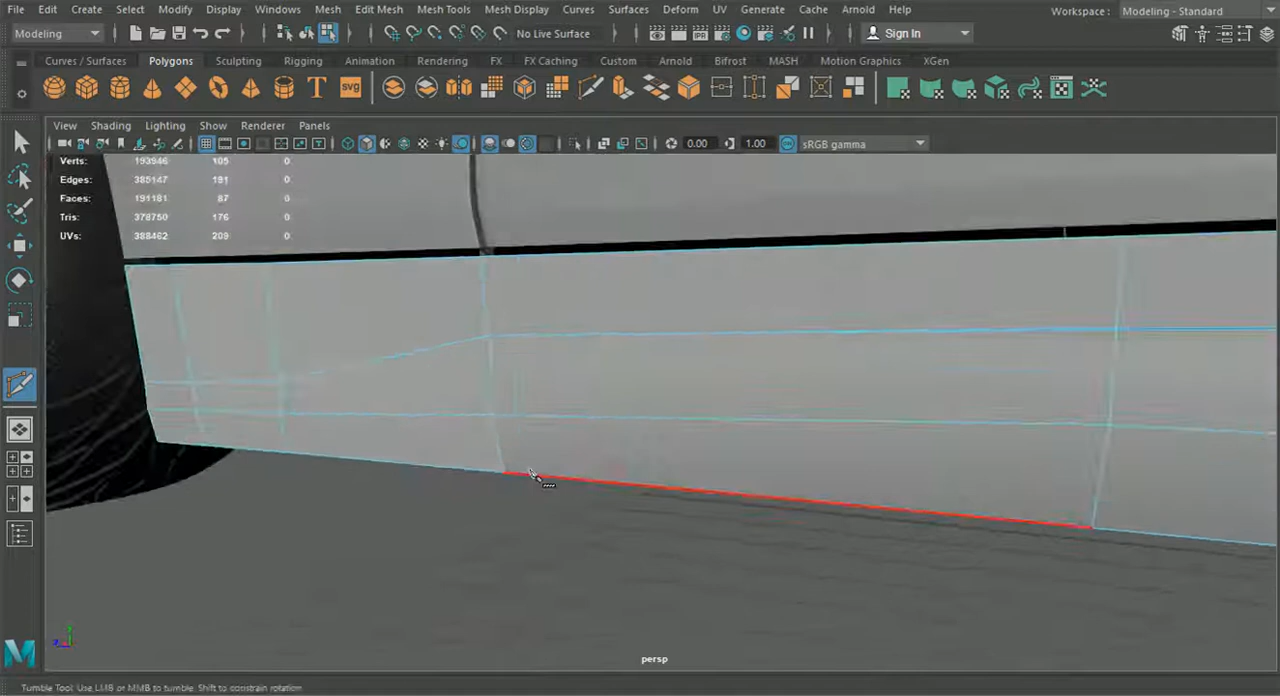 File Edit Create Select Modify Display Windows Mesh Edit Mesh Mesh Tools Mesh Display Curves Surfaces Deform UV Generate Cache Arnold Help Workspace: Modeling - Standard
Modeling No Live Surface Sign In
Curves / Surfaces Polygons Sculpting Rigging Animation Rendering FX FX Caching Custom Arnold Bifrost MASH Motion Graphics XGen
T SVG
View Shading Lighting Show Renderer Panels
0.00 1.00 sRGB gamma
Verts: 193946 105 0
Edges: 385147 191 0
Faces: 191181 87 0
Tris: 378750 176 0
UVs: 388462 209 0
persp
M
Tumble Tool: Use LMB or MMB to tumble. Shift to constrain rotation